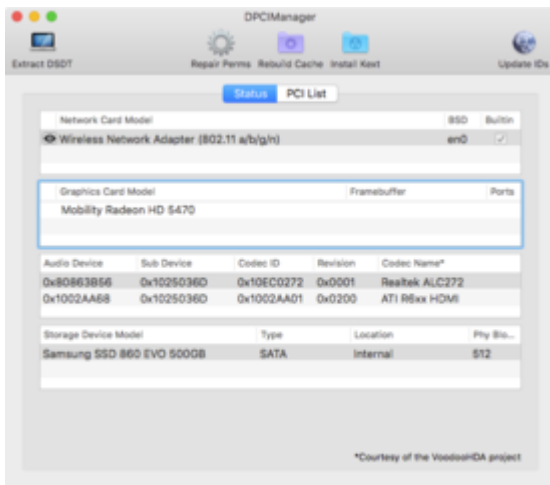 DPCIManager
Extract DSDT Repair Perms Rebuild Cache Install Kext Update IDs
Status PCI List
Network Card Model BSD Builtin
Wireless Network Adapter (802.11 a/b/g/n) en0
Graphics Card Model Framebuffer Ports
Mobility Radeon HD 5470
Audio Device Sub Device Codec ID Revision Codec Name*
0x80863B56 0x1025036D 0x10EC0272 0x0001 Realtek ALC272
0x1002AA68 0x1025036D 0x1002AA01 0x0200 ATI R6xx HDMI
Storage Device Model Type Location Phy Blo...
Samsung SSD 860 EVO 500GB SATA Internal 512
*Courtesy of the VoodooHDA project